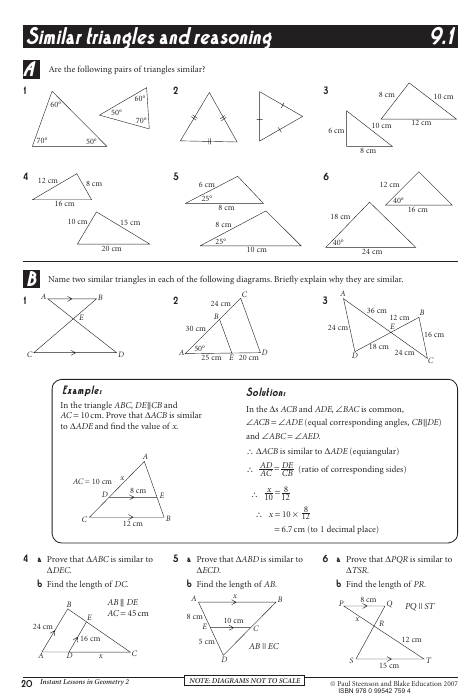 Similar triangles and reasoning 9.1
A Are the following pairs of triangles similar?
1
60°
70° 50°
60°
50°
70°
2
3
8 cm 10 cm
12 cm
6 cm 10 cm
8 cm
4
12 cm 8 cm
16 cm
10 cm 15 cm
20 cm
5
6 cm
25°
8 cm
8 cm
25°
10 cm
6
12 cm
40°
16 cm
18 cm
40°
24 cm
B Name two similar triangles in each of the following diagrams. Briefly explain why they are similar.
1
A B
E
C D
2
C
24 cm
B
30 cm
A 50°
25 cm E 20 cm D
3
A
36 cm B
12 cm
24 cm E 16 cm
18 cm
D 24 cm C
Example:
In the triangle ABC, DE∥CB and
AC = 10 cm. Prove that ΔACB is similar
to ΔADE and find the value of x.
A
AC = 10 cm x
8 cm
D E
C B
12 cm
Solution:
In the Δs ACB and ADE, ∠BAC is common,
∠ACB = ∠ADE (equal corresponding angles, CB∥DE)
and ∠ABC = ∠AED.
∴ ΔACB is similar to ΔADE (equiangular)
∴ AD/AC = DE/CB (ratio of corresponding sides)
∴ x/10 = 8/12
∴ x = 10 × 8/12
= 6.7 cm (to 1 decimal place)
4 a Prove that ΔABC is similar to
ΔDEC.
b Find the length of DC.
B AB ∥ DE
AC = 45 cm
E
24 cm
16 cm
A D x C
5 a Prove that ΔABD is similar to
ΔECD.
b Find the length of AB.
A x B
8 cm
10 cm
E C
5 cm
AB ∥ EC
D
6 a Prove that ΔPQR is similar to
ΔTSR.
b Find the length of PR.
8 cm
P Q PQ ∥ ST
x
R
12 cm
S T
15 cm
20 Instant Lessons in Geometry 2 NOTE: DIAGRAMS NOT TO SCALE © Paul Steenson and Blake Education 2007
ISBN 978 0 99542 759 4